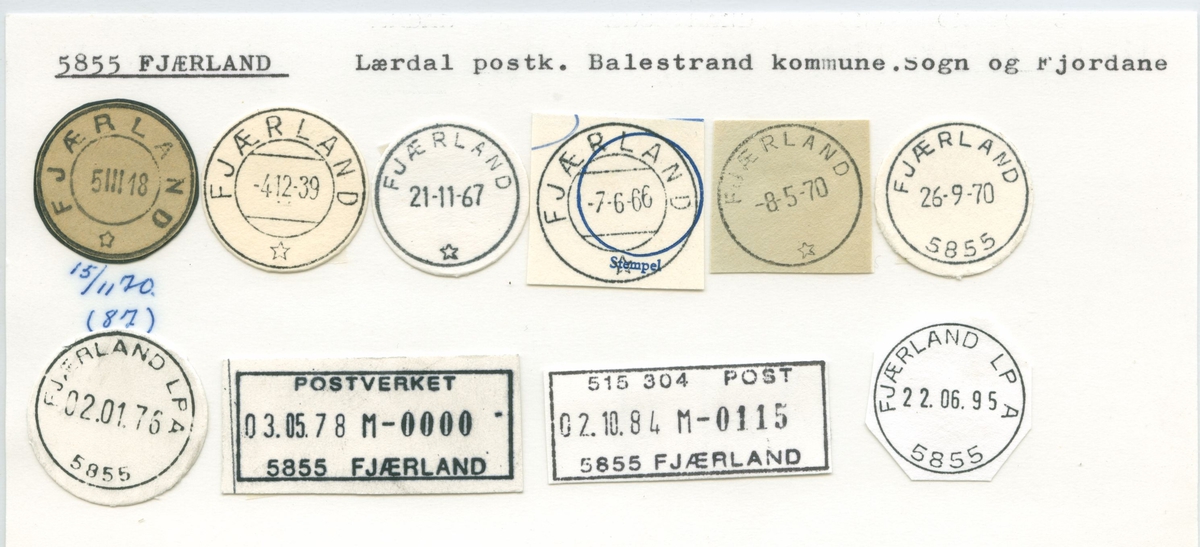 5855 FJÆRLAND Lærdal postk. Balestrand kommune.Sogn og Fjordane
FJÆRLAND
5III18
FJÆRLAND
-4.12-39
FJÆRLAND
21-11-67
FJÆRLAND
-7-6-66
Stempel
FJÆRLAND
-8-5-70
FJÆRLAND
26-9-70
5855
15/11 70.
(87)
FJÆRLAND LPA
02.01.76
5855
POSTVERKET
03.05.78 M-0000
5855 FJÆRLAND
515 304 POST
02.10.84 M-0115
5855 FJÆRLAND
FJÆRLAND LPA
22.06.95
5855